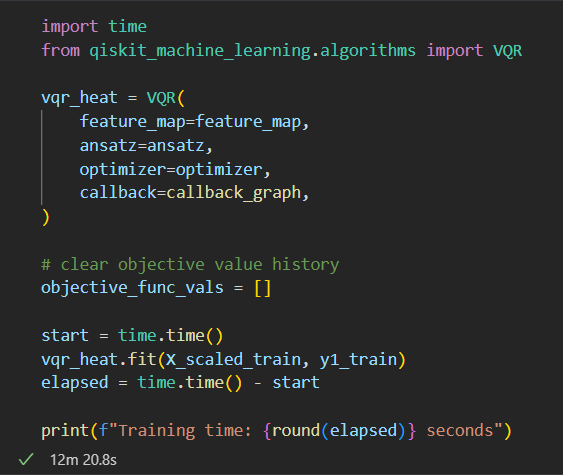 import time
from qiskit_machine_learning.algorithms import VQR
vqr_heat = VQR(
    feature_map=feature_map,
    ansatz=ansatz,
    optimizer=optimizer,
    callback=callback_graph,
)
# clear objective value history
objective_func_vals = []
start = time.time()
vqr_heat.fit(X_scaled_train, y1_train)
elapsed = time.time() - start
print(f"Training time: {round(elapsed)} seconds")
12m 20.8s